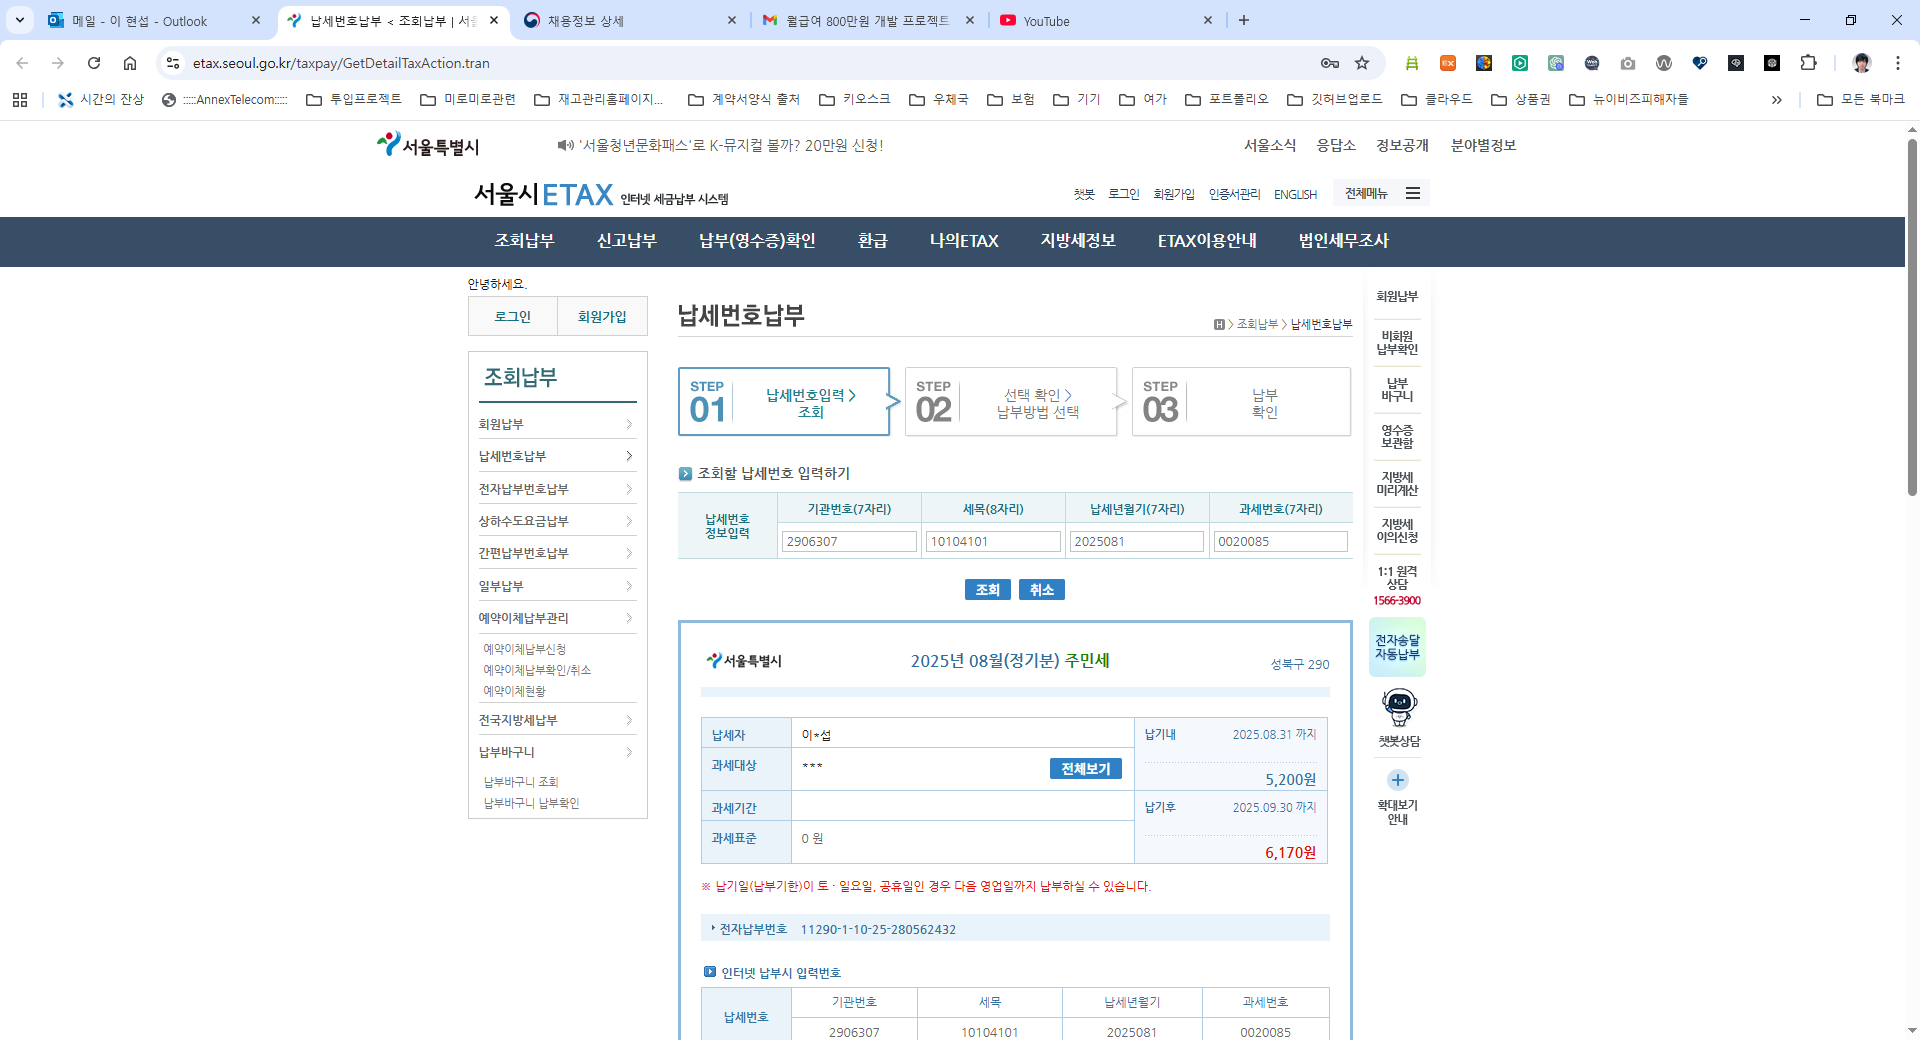 메일 - 이 현섭 - Outlook
납세번호납부 < 조회납부 | 서울
채용정보 상세
월급여 800만원 개발 프로젝트
YouTube
etax.seoul.go.kr/taxpay/GetDetailTaxAction.tran
시간의 잔상
:::::AnnexTelecom:::::
투입프로젝트
미로미로관련
재고관리홈페이지...
계약서양식 출처
키오스크
우체국
보험
기기
여가
포트폴리오
깃허브업로드
클라우드
상품권
뉴이비즈피해자들
모든 북마크
서울특별시
'서울청년문화패스'로 K-뮤지컬 볼까? 20만원 신청!
서울소식 응답소 정보공개 분야별정보
서울시 ETAX 인터넷 세금납부 시스템
챗봇 로그인 회원가입 인증서관리 ENGLISH 전체메뉴
조회납부 신고납부 납부(영수증)확인 환급 나의ETAX 지방세정보 ETAX이용안내 법인세무조사
안녕하세요.
로그인 회원가입
조회납부
회원납부
납세번호납부
전자납부번호납부
상하수도요금납부
간편납부번호납부
일부납부
예약이체납부관리
예약이체납부신청
예약이체납부확인/취소
예약이체현황
전국지방세납부
납부바구니
납부바구니 조회
납부바구니 납부확인
납세번호납부
H > 조회납부 > 납세번호납부
STEP 01
납세번호입력 >
조회
STEP 02
선택 확인 >
납부방법 선택
STEP 03
납부
확인
조회할 납세번호 입력하기
납세번호
정보입력
기관번호(7자리) 세목(8자리) 납세년월기(7자리) 과세번호(7자리)
2906307 10104101 2025081 0020085
조회 취소
서울특별시
2025년 08월(정기분) 주민세
성북구 290
납세자 이*섭
과세대상 *** 전체보기
과세기간
과세표준 0 원
납기내 2025.08.31 까지
5,200원
납기후 2025.09.30 까지
6,170원
※ 납기일(납부기한)이 토ㆍ일요일, 공휴일인 경우 다음 영업일까지 납부하실 수 있습니다.
전자납부번호 11290-1-10-25-280562432
인터넷 납부시 입력번호
납세번호
기관번호 세목 납세년월기 과세번호
2906307 10104101 2025081 0020085
회원납부
비회원
납부확인
납부
바구니
영수증
보관함
지방세
미리계산
지방세
이의신청
1:1 원격
상담
1566-3900
전자송달
자동납부
챗봇상담
확대보기
안내